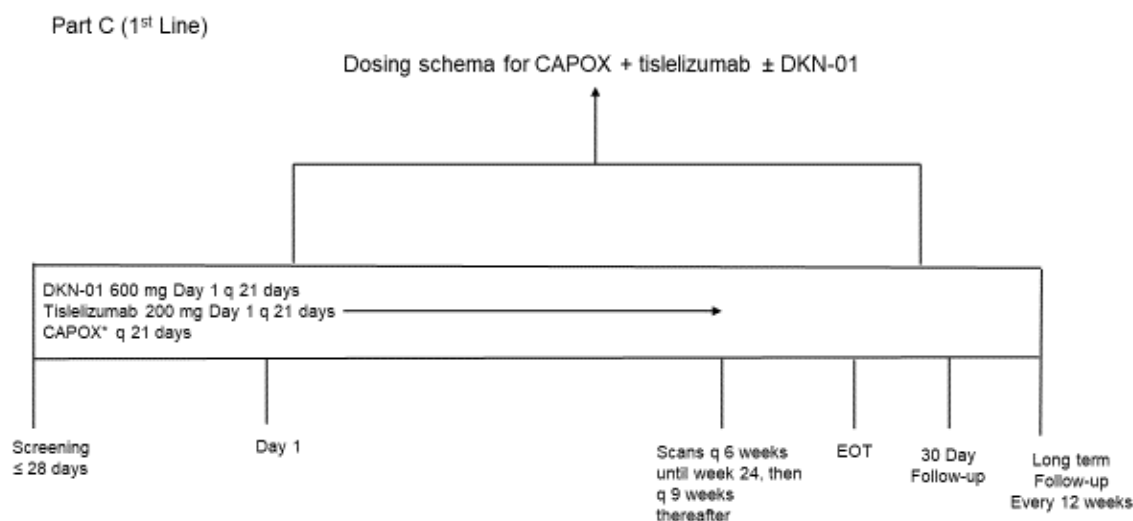 Part C (1st Line)
Dosing schema for CAPOX + tislelizumab ± DKN-01
DKN-01 600 mg Day 1 q 21 days
Tislelizumab 200 mg Day 1 q 21 days
CAPOX* q 21 days
Screening
≤ 28 days
Day 1
Scans q 6 weeks
until week 24, then
q 9 weeks
thereafter
EOT
30 Day
Follow-up
Long term
Follow-up
Every 12 weeks